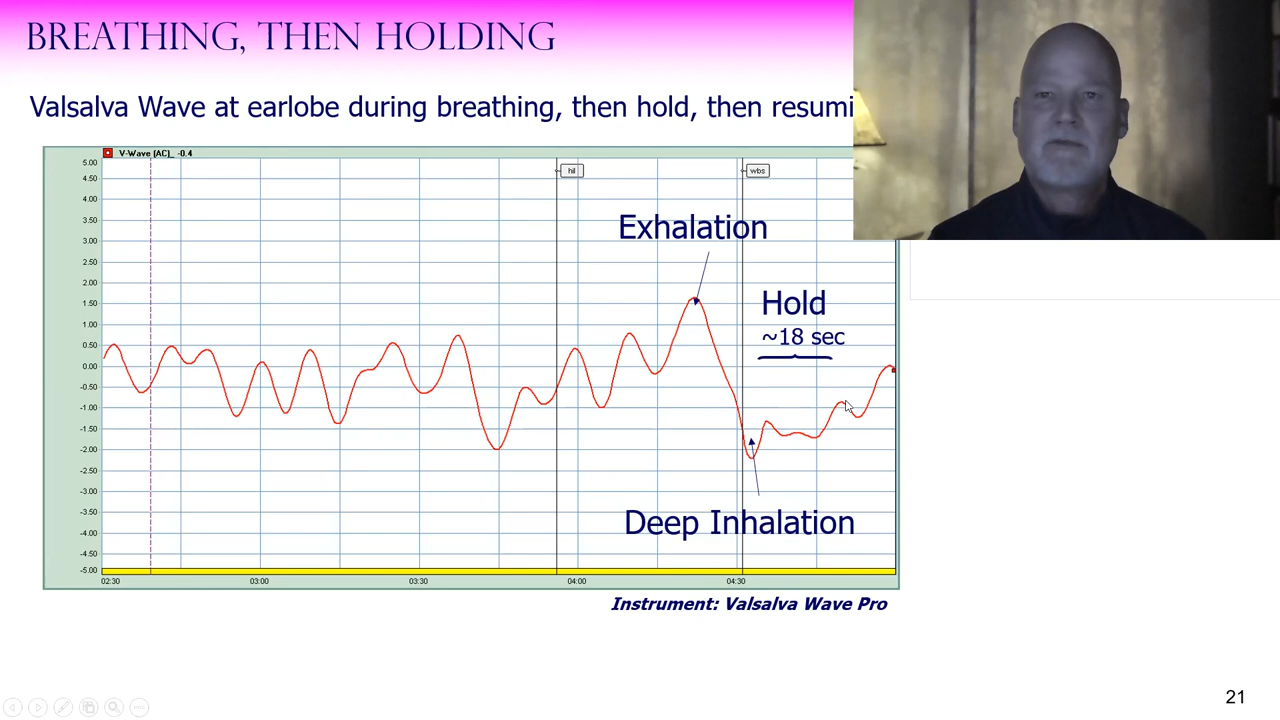 BREATHING, THEN HOLDING
Valsalva Wave at earlobe during breathing, then hold, then resumi
V-Wave [AC]_ -0.4
5.00
4.50
4.00
3.50
3.00
2.50
2.00
1.50
1.00
0.50
0.00
-0.50
-1.00
-1.50
-2.00
-2.50
-3.00
-3.50
-4.00
-4.50
-5.00
hil
wbs
Exhalation
Hold
~18 sec
Deep Inhalation
02:30
03:00
03:30
04:00
04:30
Instrument: Valsalva Wave Pro
21